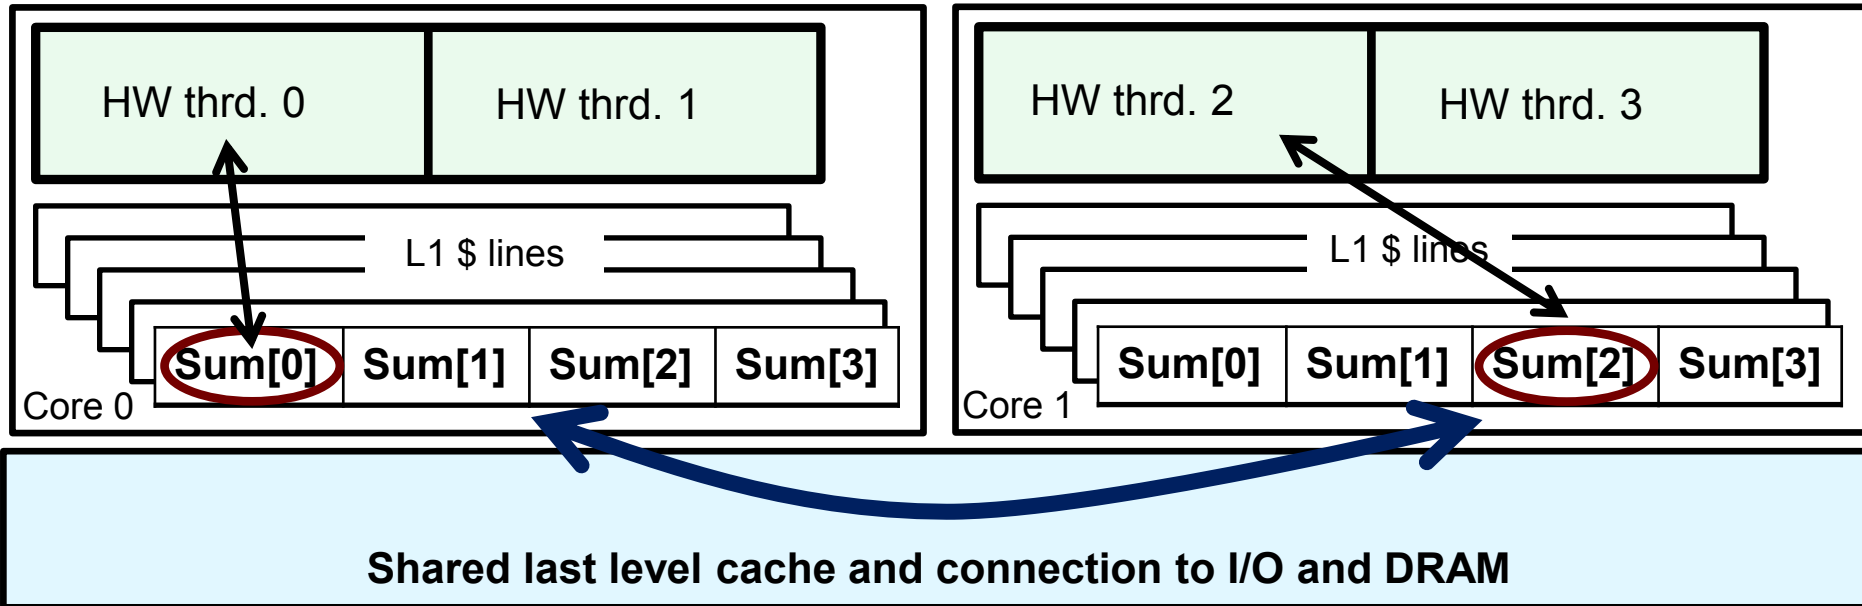 HW thrd. 0
HW thrd. 1
L1 $ lines
Sum[0] Sum[1] Sum[2] Sum[3]
Core 0
HW thrd. 2
HW thrd. 3
L1 $ lines
Sum[0] Sum[1] Sum[2] Sum[3]
Core 1
Shared last level cache and connection to I/O and DRAM